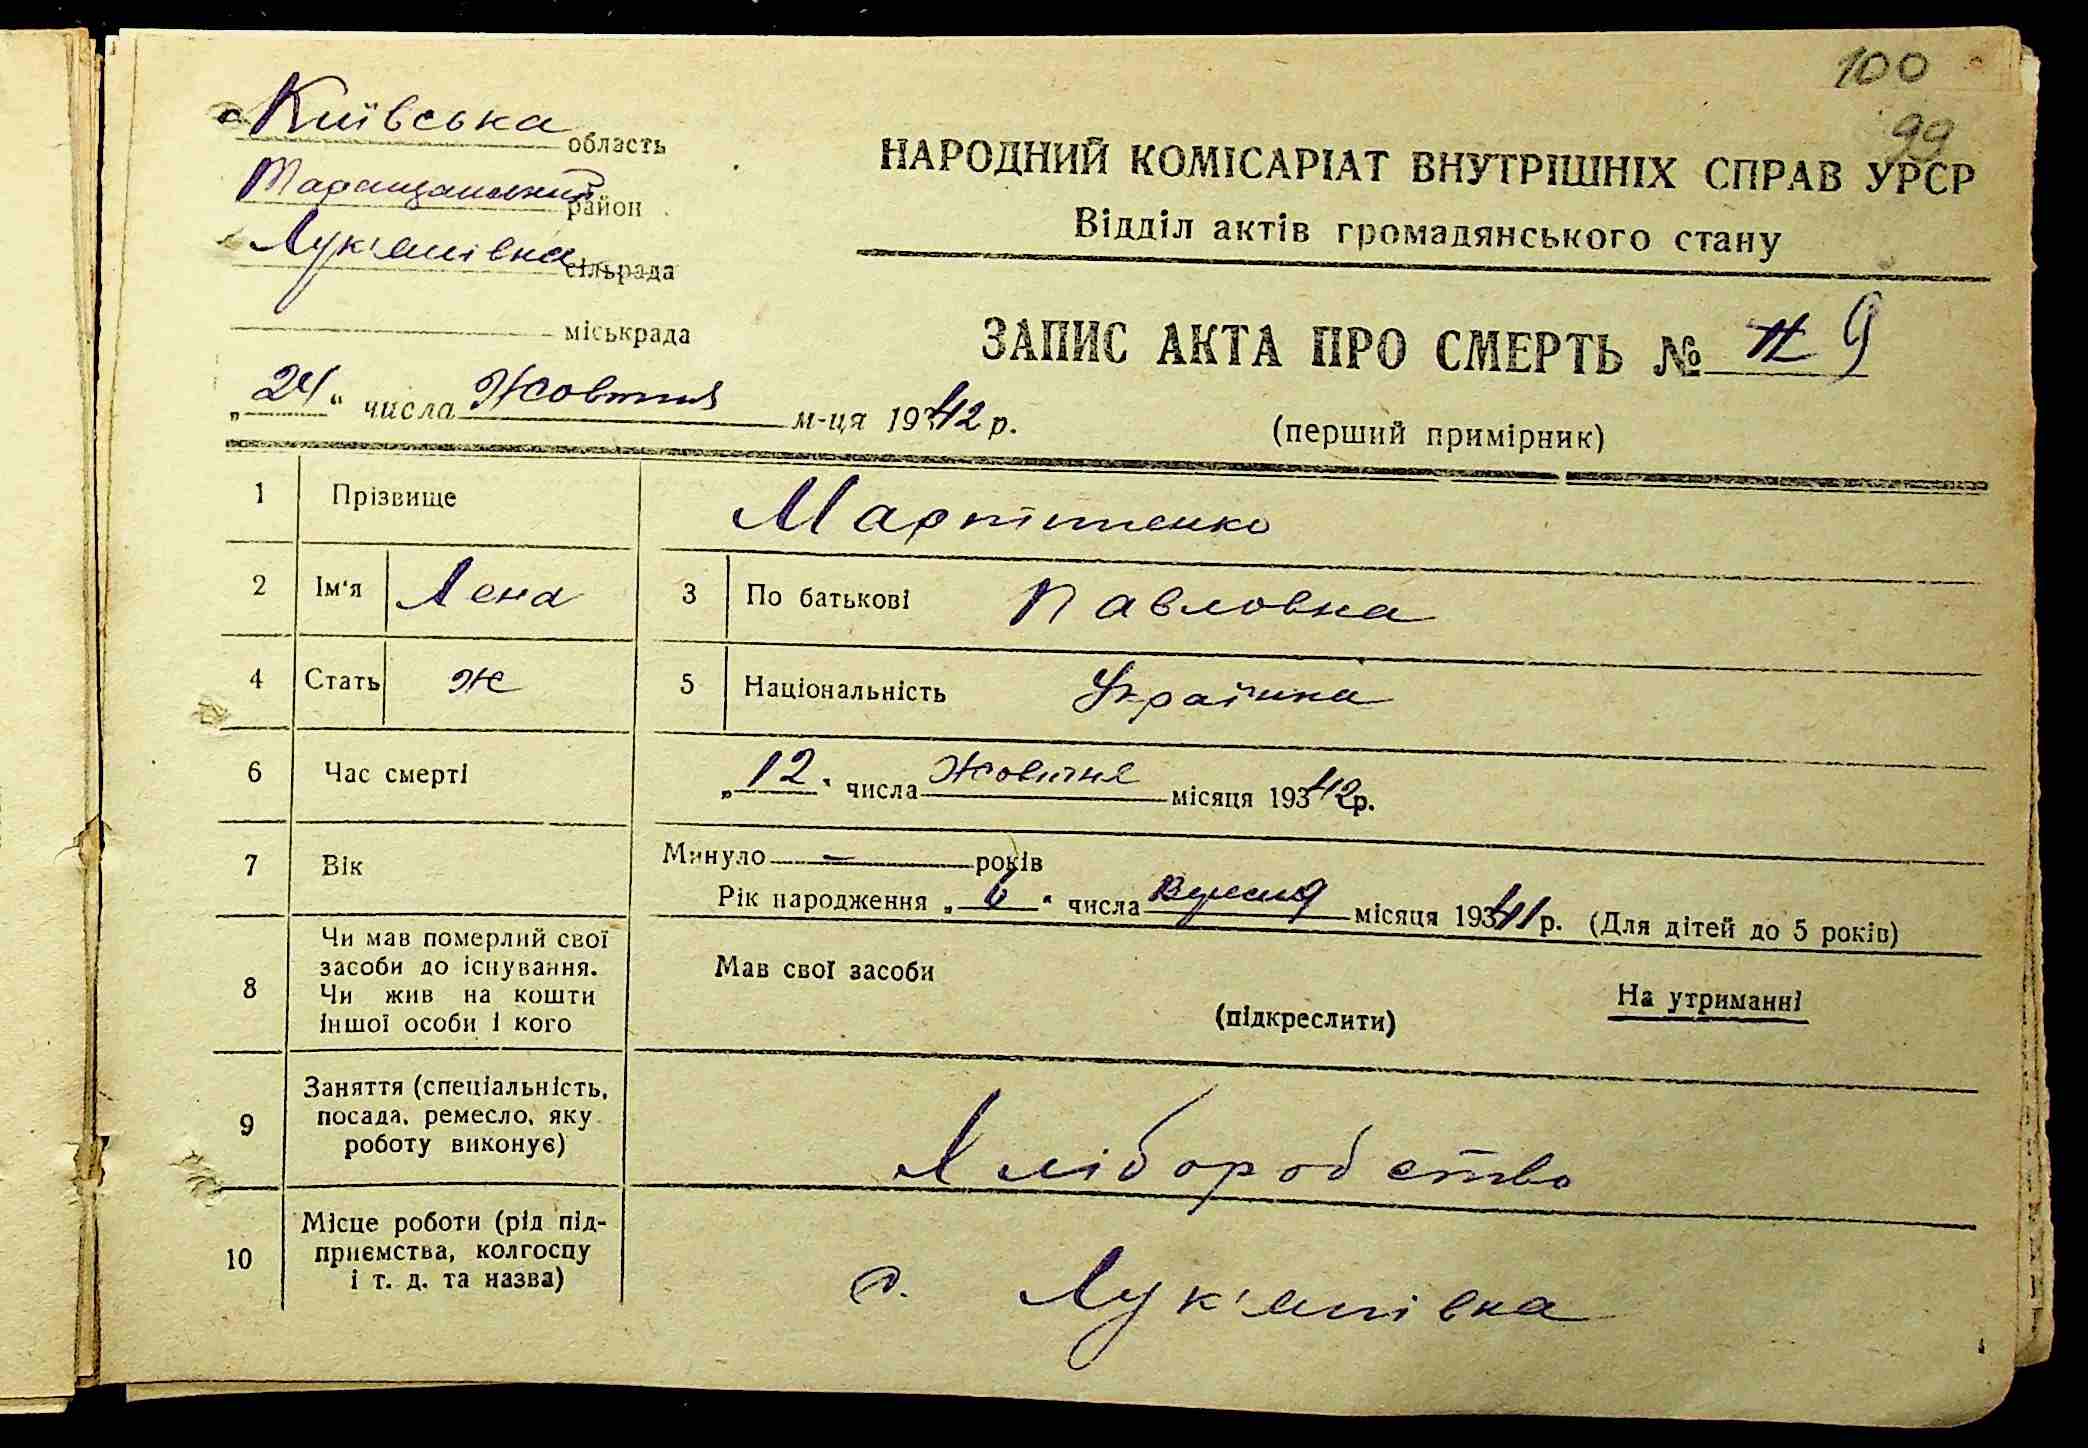 100
99
Київська область
Таращанський район
Лук'янівка сільрада
міськрада
„24“ числа Жовтня м-ця 1942 р.
НАРОДНИЙ КОМІСАРІАТ ВНУТРІШНІХ СПРАВ УРСР
Відділ актів громадянського стану
ЗАПИС АКТА ПРО СМЕРТЬ № 9
(перший примірник)
1 Прізвище Мартиненко
2 Ім'я Лена 3 По батькові Павловна
4 Стать Ж 5 Національність Українка
6 Час смерті „12“ числа Жовтня місяця 19342р.
7 Вік Минуло — років
Рік народження „6“ числа Вересня місяця 19341 р. (Для дітей до 5 років)
8 Чи мав померлий свої
засоби до існування.
Чи жив на кошти
іншої особи і кого
Мав свої засоби
(підкреслити)
На утриманні
9 Заняття (спеціальність,
посада, ремесло, яку
роботу виконує)
Хліборобство
10 Місце роботи (рід під-
приємства, колгоспу
і т. д. та назва)
с. Лук'янівка